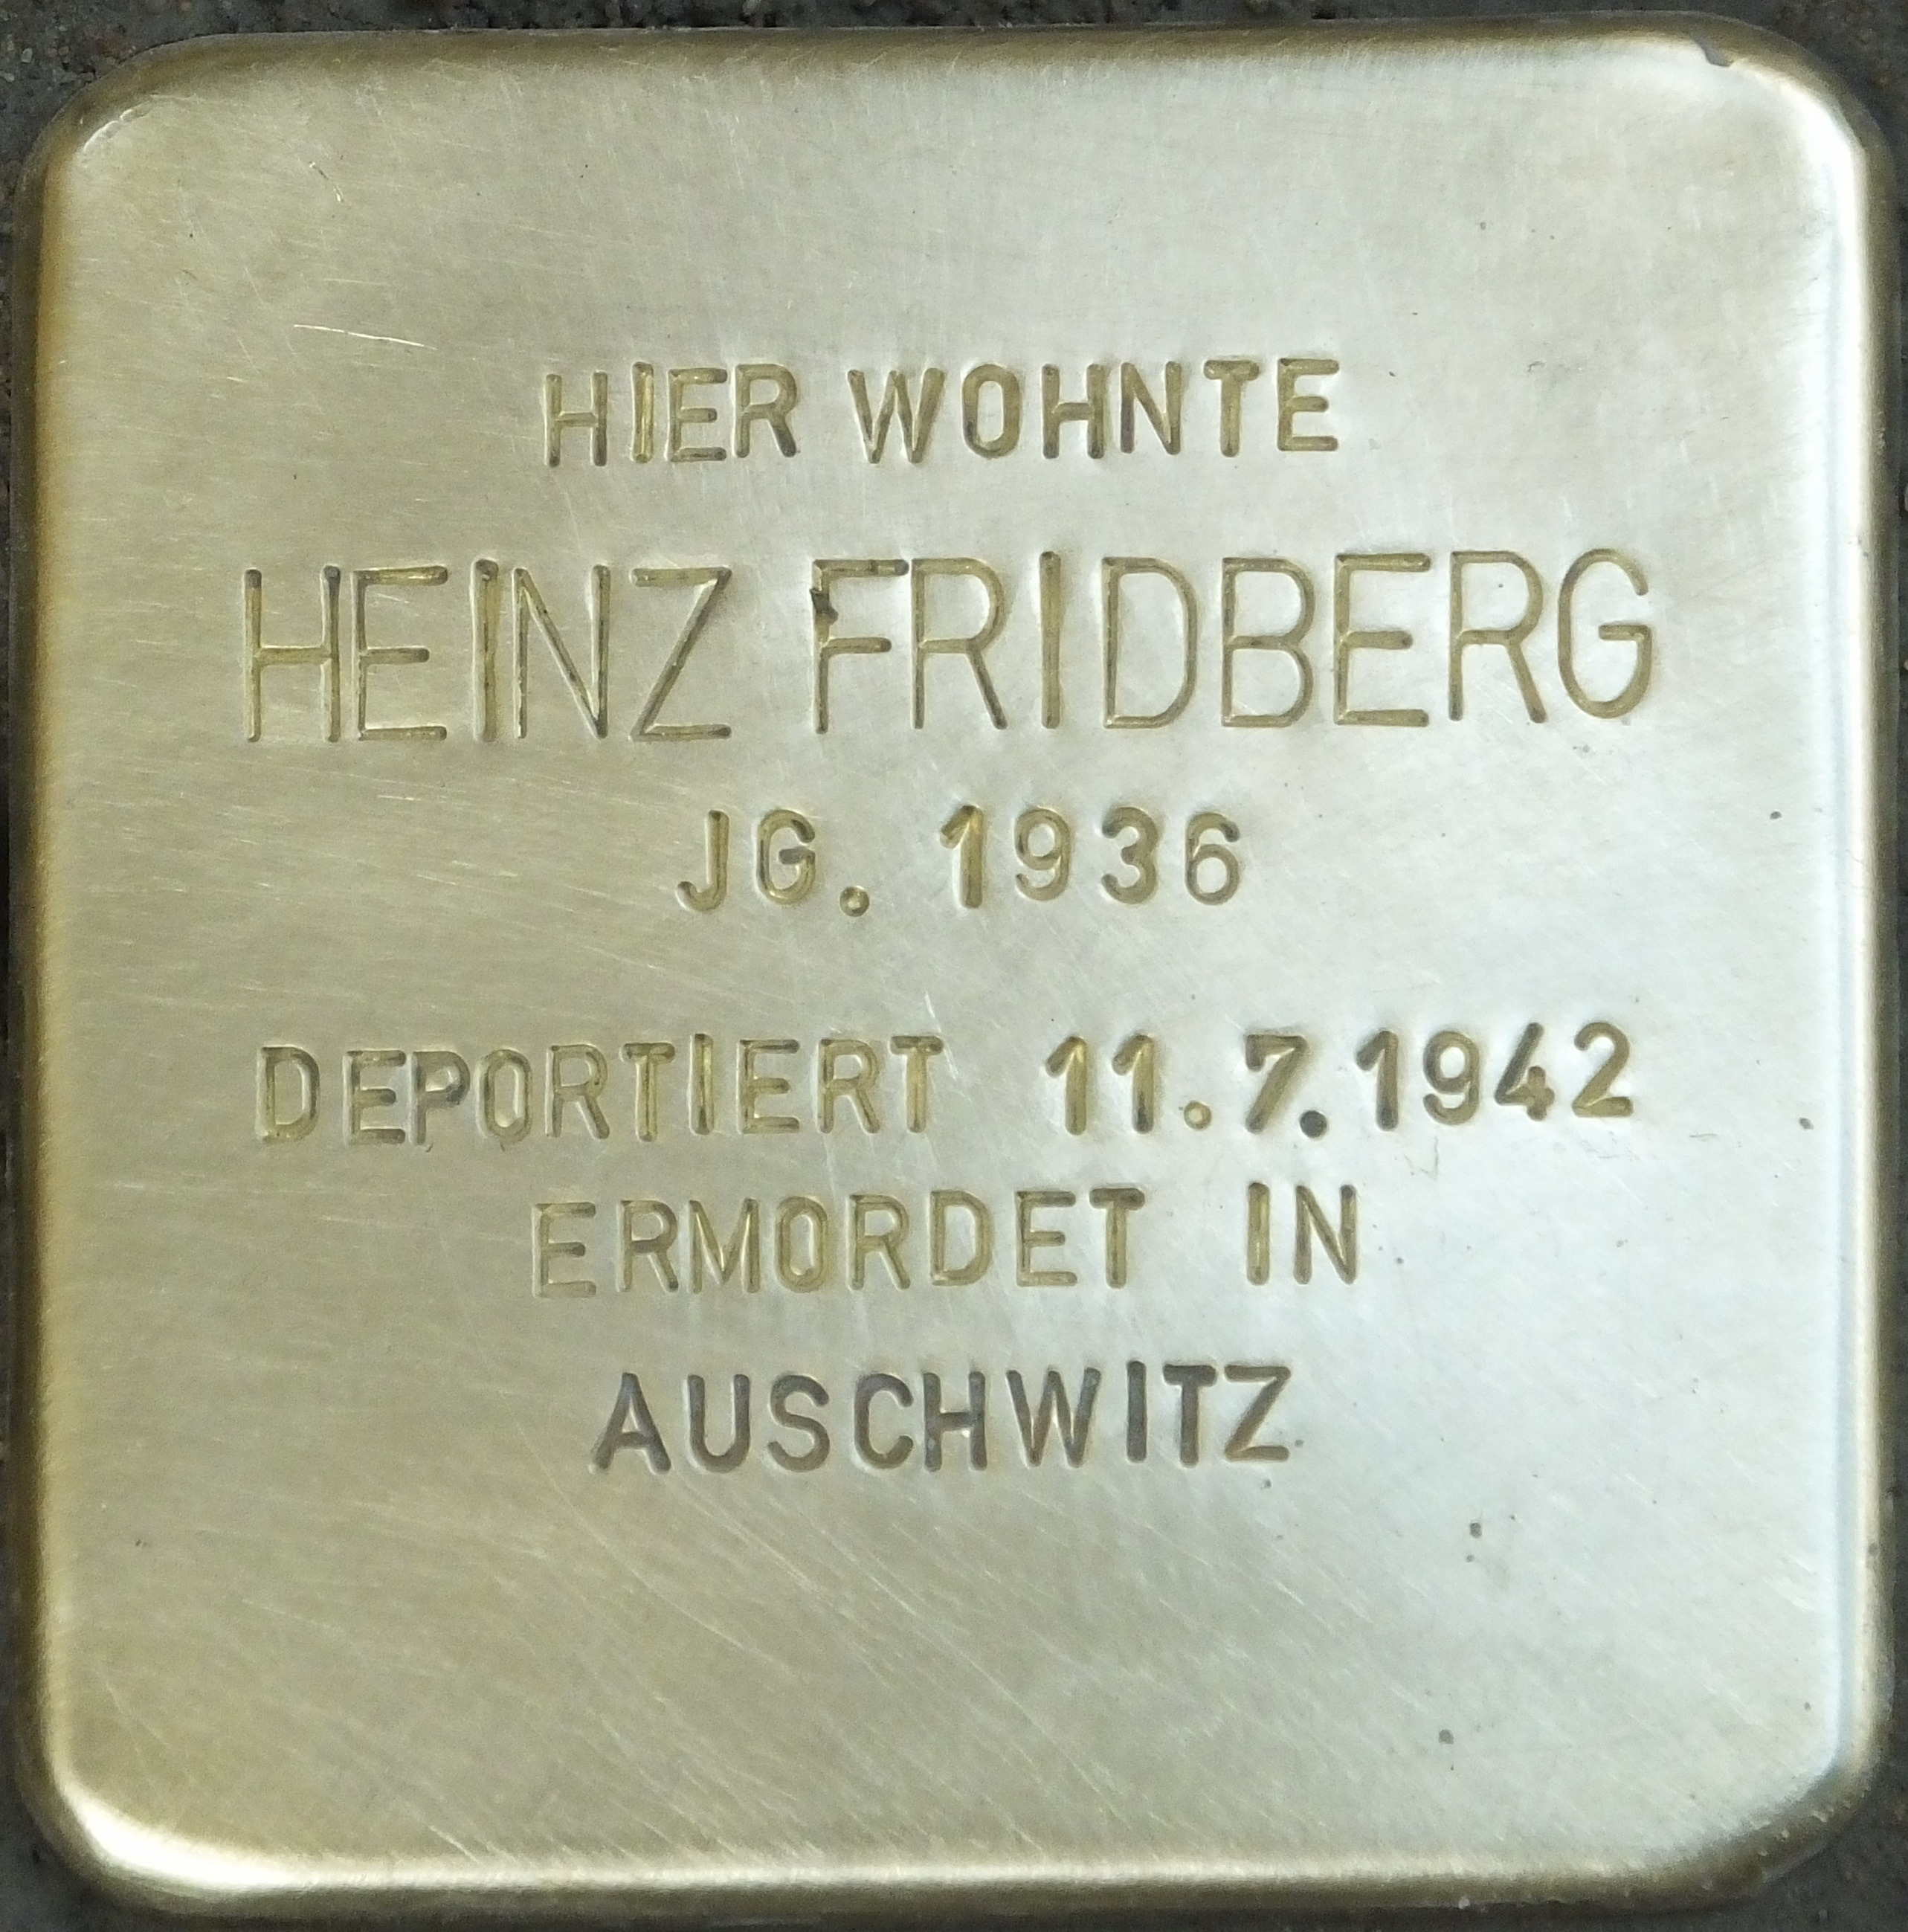 HIER WOHNTE
HEINZ FRIDBERG
JG. 1936
DEPORTIERT 11.7.1942
ERMORDET IN
AUSCHWITZ